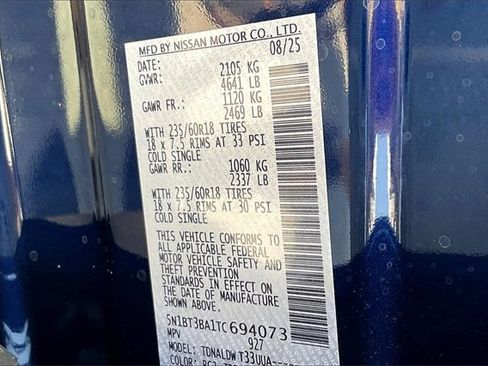 MFD BY NISSAN MOTOR CO., LTD.
DATE: 08/25
GVWR: 2105 KG
4641 LB
GAWR FR.: 1120 KG
2469 LB
WITH 235/60R18 TIRES
18 x 7.5 RIMS AT 33 PSI
COLD SINGLE
GAWR RR.: 1060 KG
2337 LB
WITH 235/60R18 TIRES
18 x 7.5 RIMS AT 30 PSI
COLD SINGLE
THIS VEHICLE CONFORMS TO
ALL APPLICABLE FEDERAL
MOTOR VEHICLE SAFETY AND
THEFT PREVENTION
STANDARDS IN EFFECT ON
THE DATE OF MANUFACTURE
5N1BT3BA1TC694073
MPV 927
MODEL: TDNALDW T33UUA
COLOR: